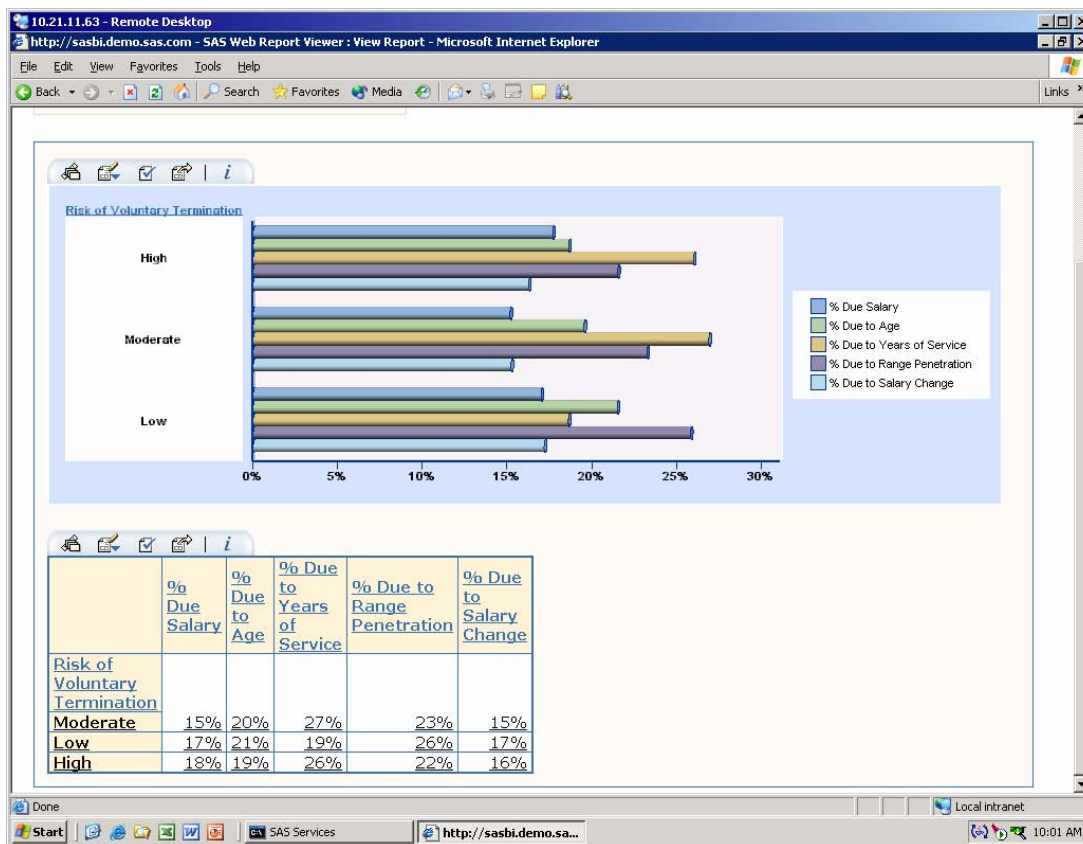 10.21.11.63 - Remote Desktop
http://sasbi.demo.sas.com - SAS Web Report Viewer : View Report - Microsoft Internet Explorer
File Edit View Favorites Tools Help
Back Search Favorites Media Links »
i
Risk of Voluntary Termination
High
Moderate
Low
0% 5% 10% 15% 20% 25% 30%
% Due Salary
% Due to Age
% Due to Years of Service
% Due to Range Penetration
% Due to Salary Change
i
% Due Salary
% Due to Age
% Due to Years of Service
% Due to Range Penetration
% Due to Salary Change
Risk of
Voluntary
Termination
Moderate 15% 20% 27% 23% 15%
Low 17% 21% 19% 26% 17%
High 18% 19% 26% 22% 16%
Done Local intranet
Start SAS Services http://sasbi.demo.sa... 10:01 AM